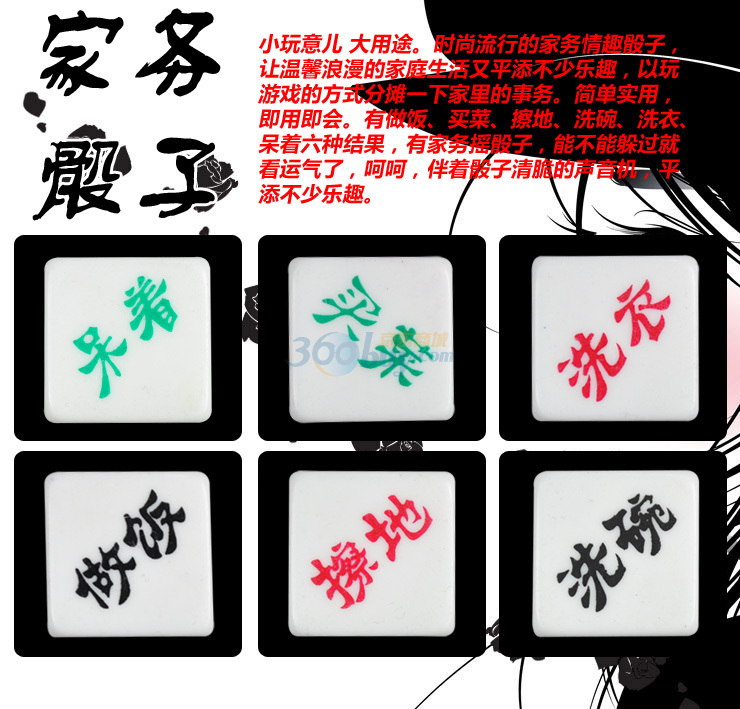 家务
骰子
小玩意儿 大用途。时尚流行的家务情趣骰子，
让温馨浪漫的家庭生活又平添不少乐趣，以玩
游戏的方式分摊一下家里的事务。简单实用，
即用即会。有做饭、买菜、擦地、洗碗、洗衣、
呆着六种结果，有家务摇骰子，能不能躲过就
看运气了，呵呵，伴着骰子清脆的声音机，平
添不少乐趣。
呆着
买菜
洗衣
360buy.com
京东商城
做饭
擦地
洗碗